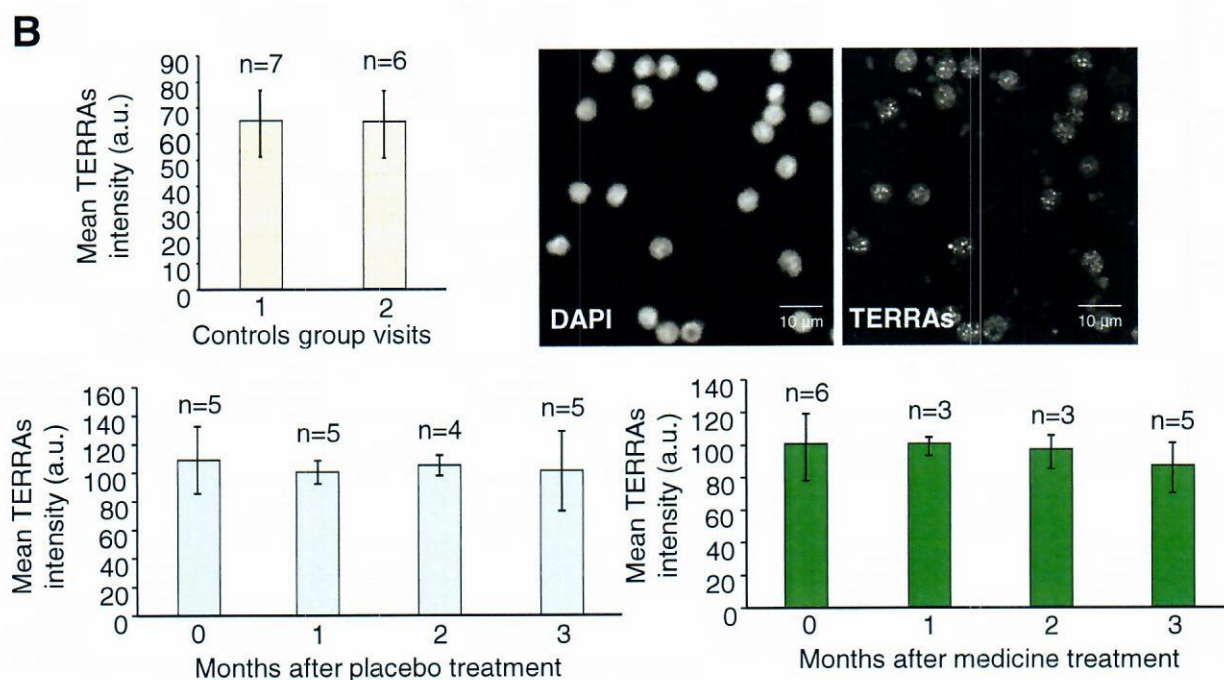 B
90
80
70
60
50
40
30
20
10
0
Mean TERRAs
intensity (a.u.)
n=7
n=6
1
2
Controls group visits
DAPI
10 µm
TERRAs
10 µm
160
140
120
100
80
60
40
20
0
Mean TERRAs
intensity (a.u.)
n=5
n=5
n=4
n=5
0
1
2
3
Months after placebo treatment
140
120
100
80
60
40
20
0
Mean TERRAs
intensity (a.u.)
n=6
n=3
n=3
n=5
0
1
2
3
Months after medicine treatment